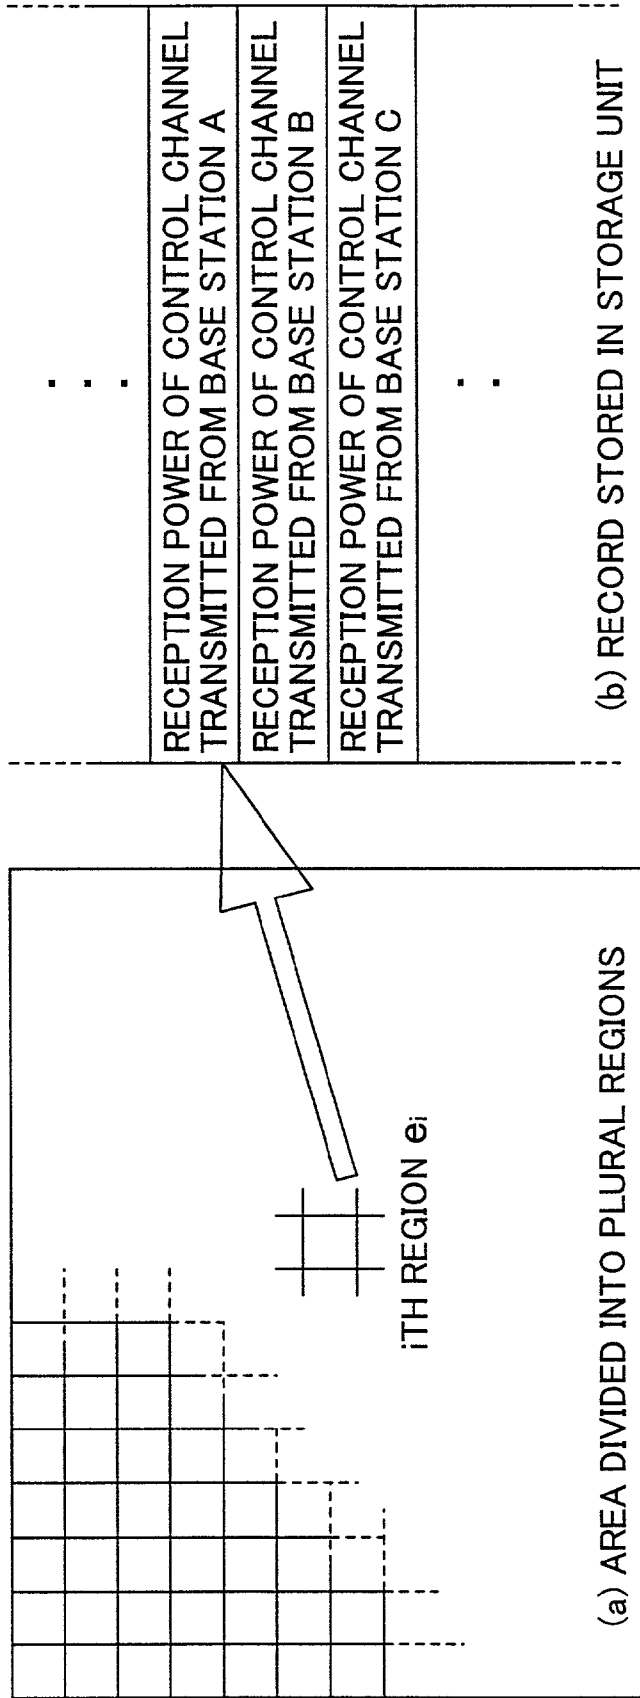 iTH REGION ei
(a) AREA DIVIDED INTO PLURAL REGIONS
RECEPTION POWER OF CONTROL CHANNEL
TRANSMITTED FROM BASE STATION A
RECEPTION POWER OF CONTROL CHANNEL
TRANSMITTED FROM BASE STATION B
RECEPTION POWER OF CONTROL CHANNEL
TRANSMITTED FROM BASE STATION C
(b) RECORD STORED IN STORAGE UNIT